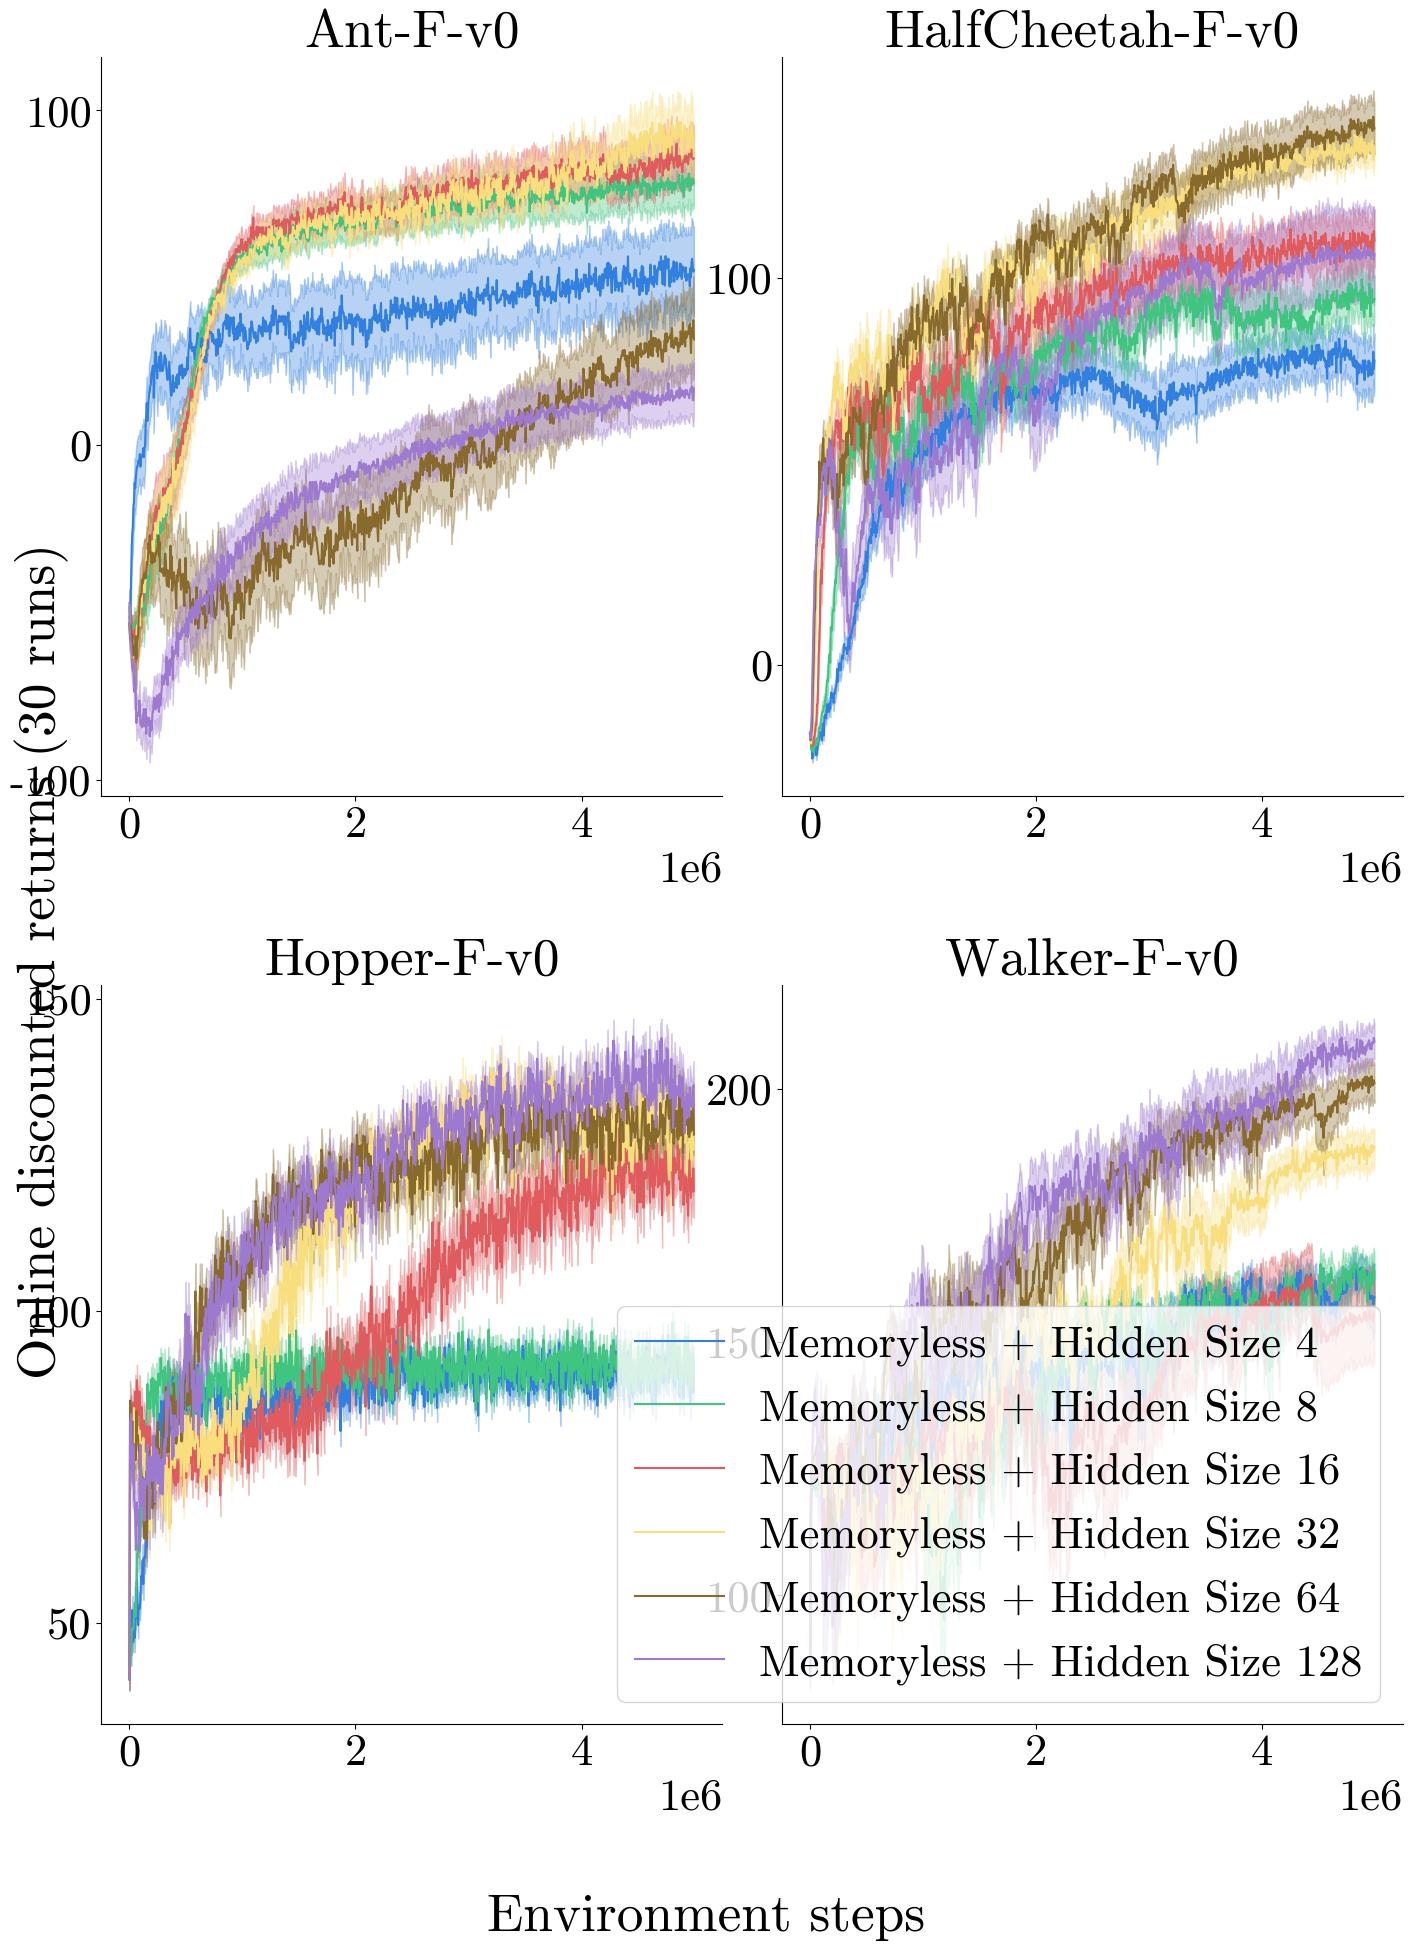 Ant-F-v0
HalfCheetah-F-v0
100
0
-100
100
0
0 2 4
1e6
0 2 4
1e6
Online discounted returns (30 runs)
Hopper-F-v0
Walker-F-v0
150
100
50
200
150
100
Memoryless + Hidden Size 4
Memoryless + Hidden Size 8
Memoryless + Hidden Size 16
Memoryless + Hidden Size 32
Memoryless + Hidden Size 64
Memoryless + Hidden Size 128
0 2 4
1e6
0 2 4
1e6
Environment steps